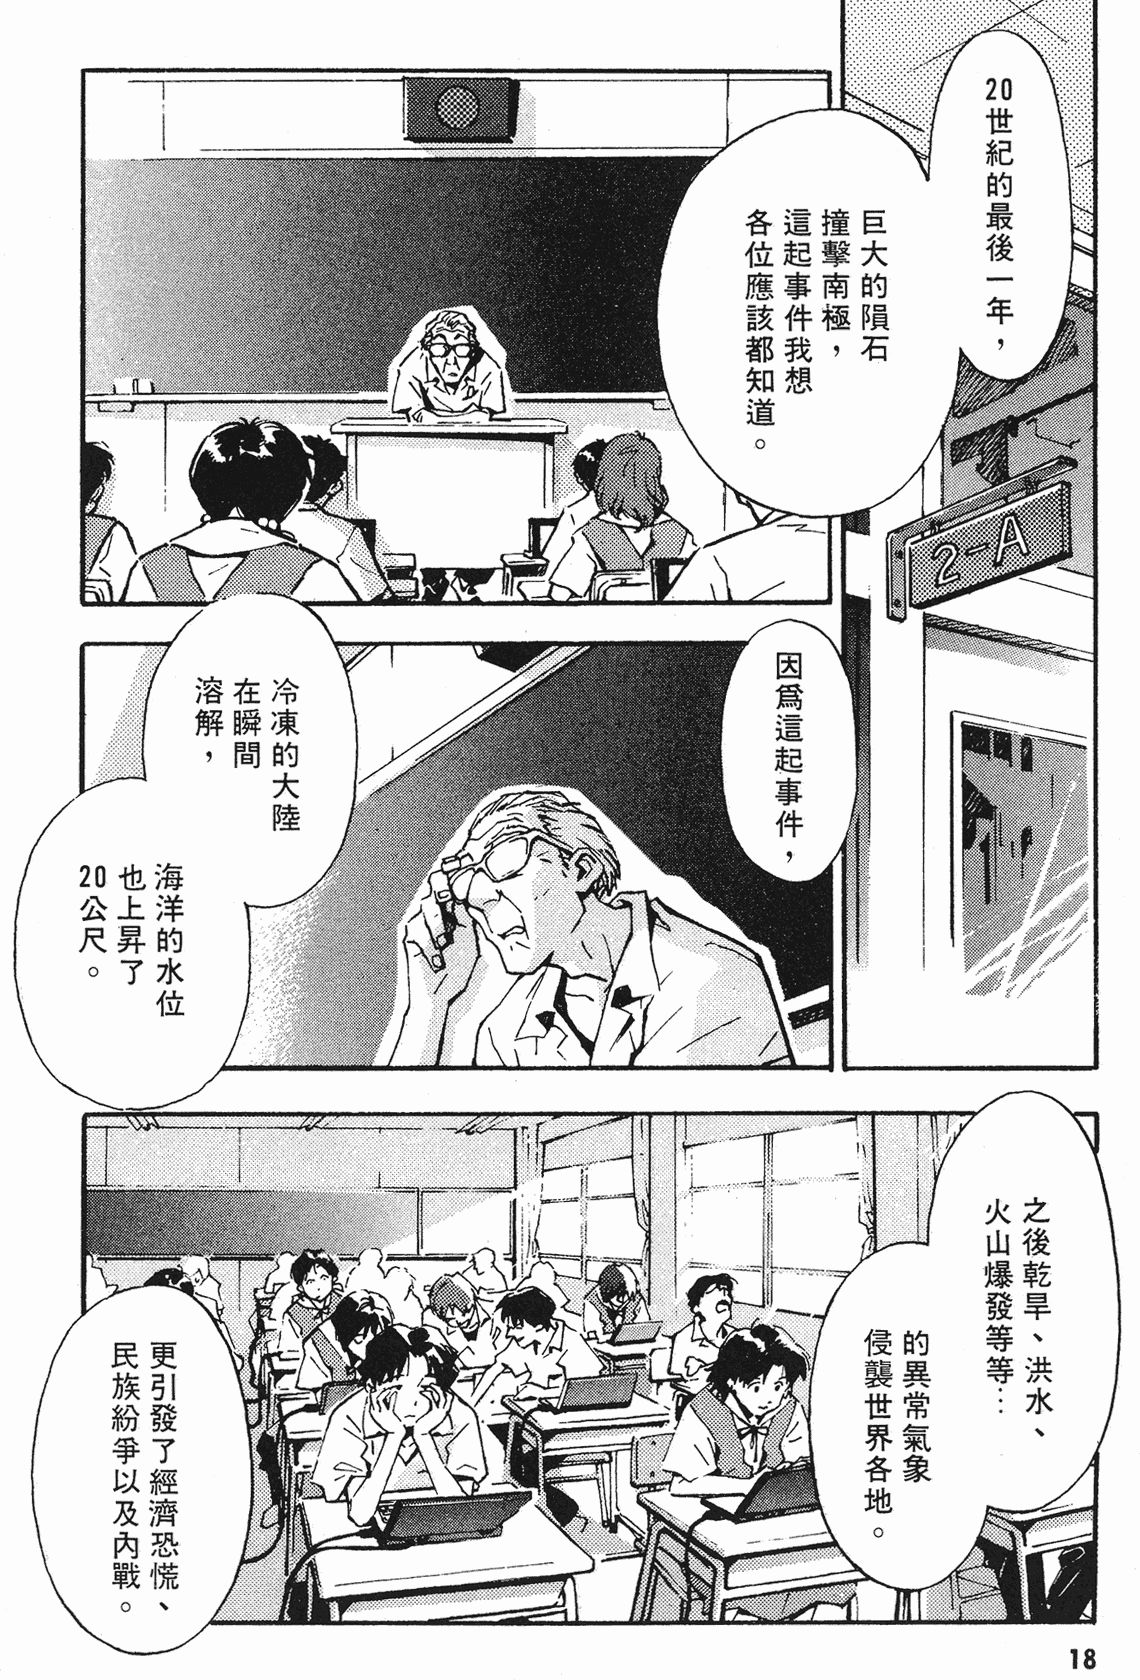 20世紀的最後一年，
巨大的隕石
撞擊南極，
這起事件我想
各位應該都知道。
2-A
因爲這起事件，
冷凍的大陸
在瞬間
溶解，
海洋的水位
也上昇了
20公尺。
之後乾旱、洪水、
火山爆發等等…
的異常氣象
侵襲世界各地。
更引發了經濟恐慌、
民族紛爭以及內戰。
18